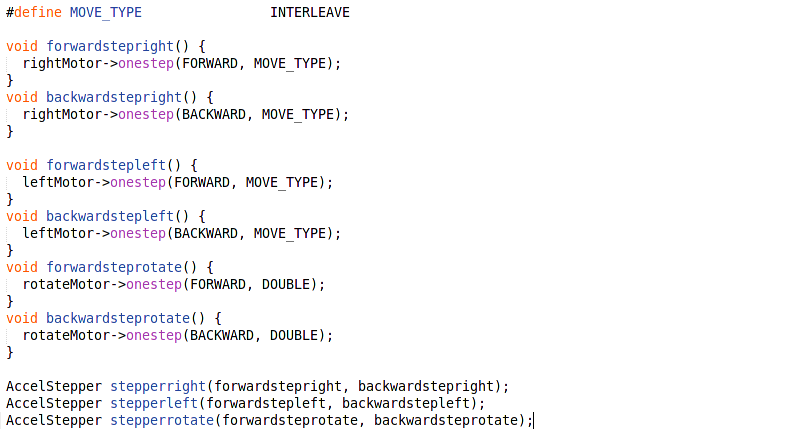 #define MOVE_TYPE                INTERLEAVE

void forwardstepright() {
  rightMotor->onestep(FORWARD, MOVE_TYPE);
}
void backwardstepright() {
  rightMotor->onestep(BACKWARD, MOVE_TYPE);
}

void forwardstepleft() {
  leftMotor->onestep(FORWARD, MOVE_TYPE);
}
void backwardstepleft() {
  leftMotor->onestep(BACKWARD, MOVE_TYPE);
}
void forwardsteprotate() {
  rotateMotor->onestep(FORWARD, DOUBLE);
}
void backwardsteprotate() {
  rotateMotor->onestep(BACKWARD, DOUBLE);
}

AccelStepper stepperright(forwardstepright, backwardstepright);
AccelStepper stepperleft(forwardstepleft, backwardstepleft);
AccelStepper stepperrotate(forwardsteprotate, backwardsteprotate);